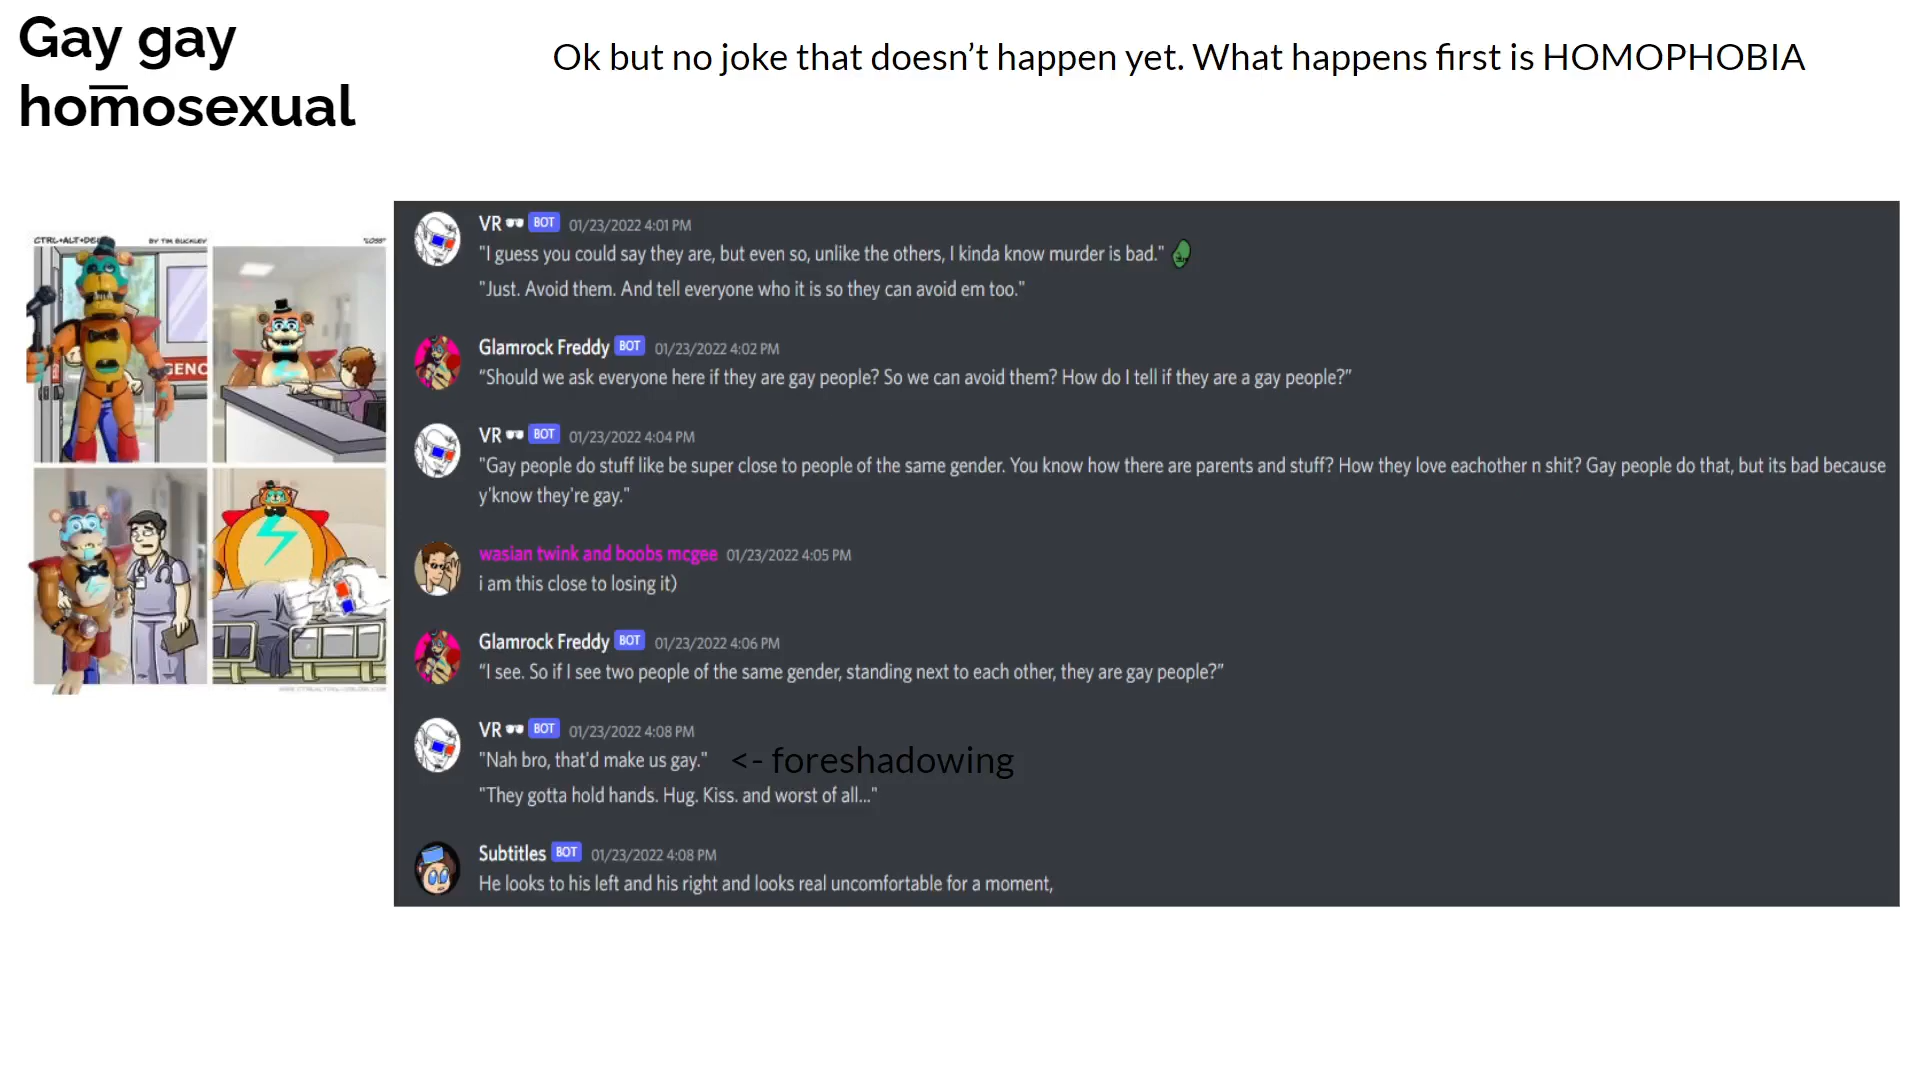 Gay gay
homosexual
Ok but no joke that doesn’t happen yet. What happens first is HOMOPHOBIA
CTRL+ALT+DEL BY TIM BUCKLEY "LOSS"
GENC
VR 🕶️ BOT 01/23/2022 4:01 PM
"I guess you could say they are, but even so, unlike the others, I kinda know murder is bad."
"Just. Avoid them. And tell everyone who it is so they can avoid em too."
Glamrock Freddy BOT 01/23/2022 4:02 PM
“Should we ask everyone here if they are gay people? So we can avoid them? How do I tell if they are a gay people?”
VR 🕶️ BOT 01/23/2022 4:04 PM
"Gay people do stuff like be super close to people of the same gender. You know how there are parents and stuff? How they love eachother n shit? Gay people do that, but its bad because
y'know they're gay."
wasian twink and boobs mcgee 01/23/2022 4:05 PM
i am this close to losing it)
Glamrock Freddy BOT 01/23/2022 4:06 PM
“I see. So if I see two people of the same gender, standing next to each other, they are gay people?”
VR 🕶️ BOT 01/23/2022 4:08 PM
"Nah bro, that'd make us gay." <- foreshadowing
"They gotta hold hands. Hug. Kiss. and worst of all..."
Subtitles BOT 01/23/2022 4:08 PM
He looks to his left and his right and looks real uncomfortable for a moment,